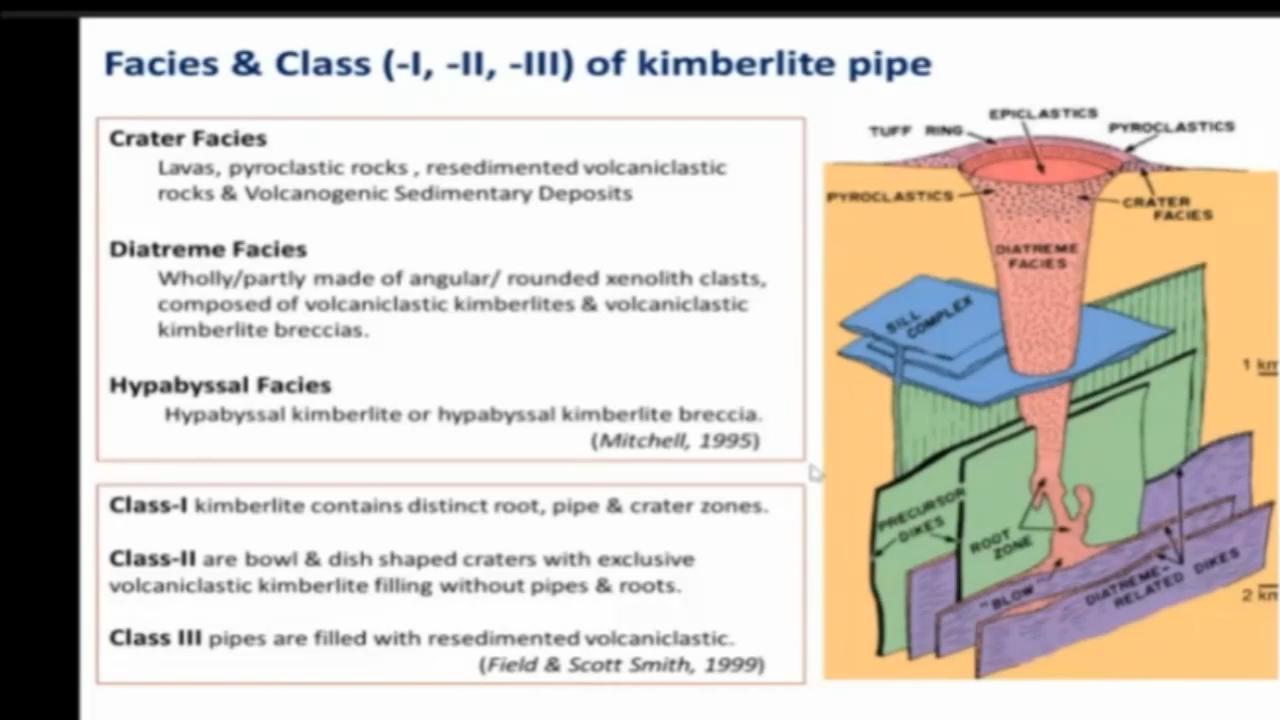 Facies & Class (-I, -II, -III) of kimberlite pipe
Crater Facies
Lavas, pyroclastic rocks , resedimented volcaniclastic
rocks & Volcanogenic Sedimentary Deposits
Diatreme Facies
Wholly/partly made of angular/ rounded xenolith clasts,
composed of volcaniclastic kimberlites & volcaniclastic
kimberlite breccias.
Hypabyssal Facies
Hypabyssal kimberlite or hypabyssal kimberlite breccia.
(Mitchell, 1995)
Class-I kimberlite contains distinct root, pipe & crater zones.
Class-II are bowl & dish shaped craters with exclusive
volcaniclastic kimberlite filling without pipes & roots.
Class III pipes are filled with resedimented volcaniclastic.
(Field & Scott Smith, 1999)
EPICLASTICS
TUFF RING
PYROCLASTICS
PYROCLASTICS
CRATER
FACIES
DIATREME
FACIES
SILL
COMPLEX
1 km
PRECURSOR
DIKES
ROOT
ZONE
"BLOW"
DIATREME-
RELATED DIKES
2 km